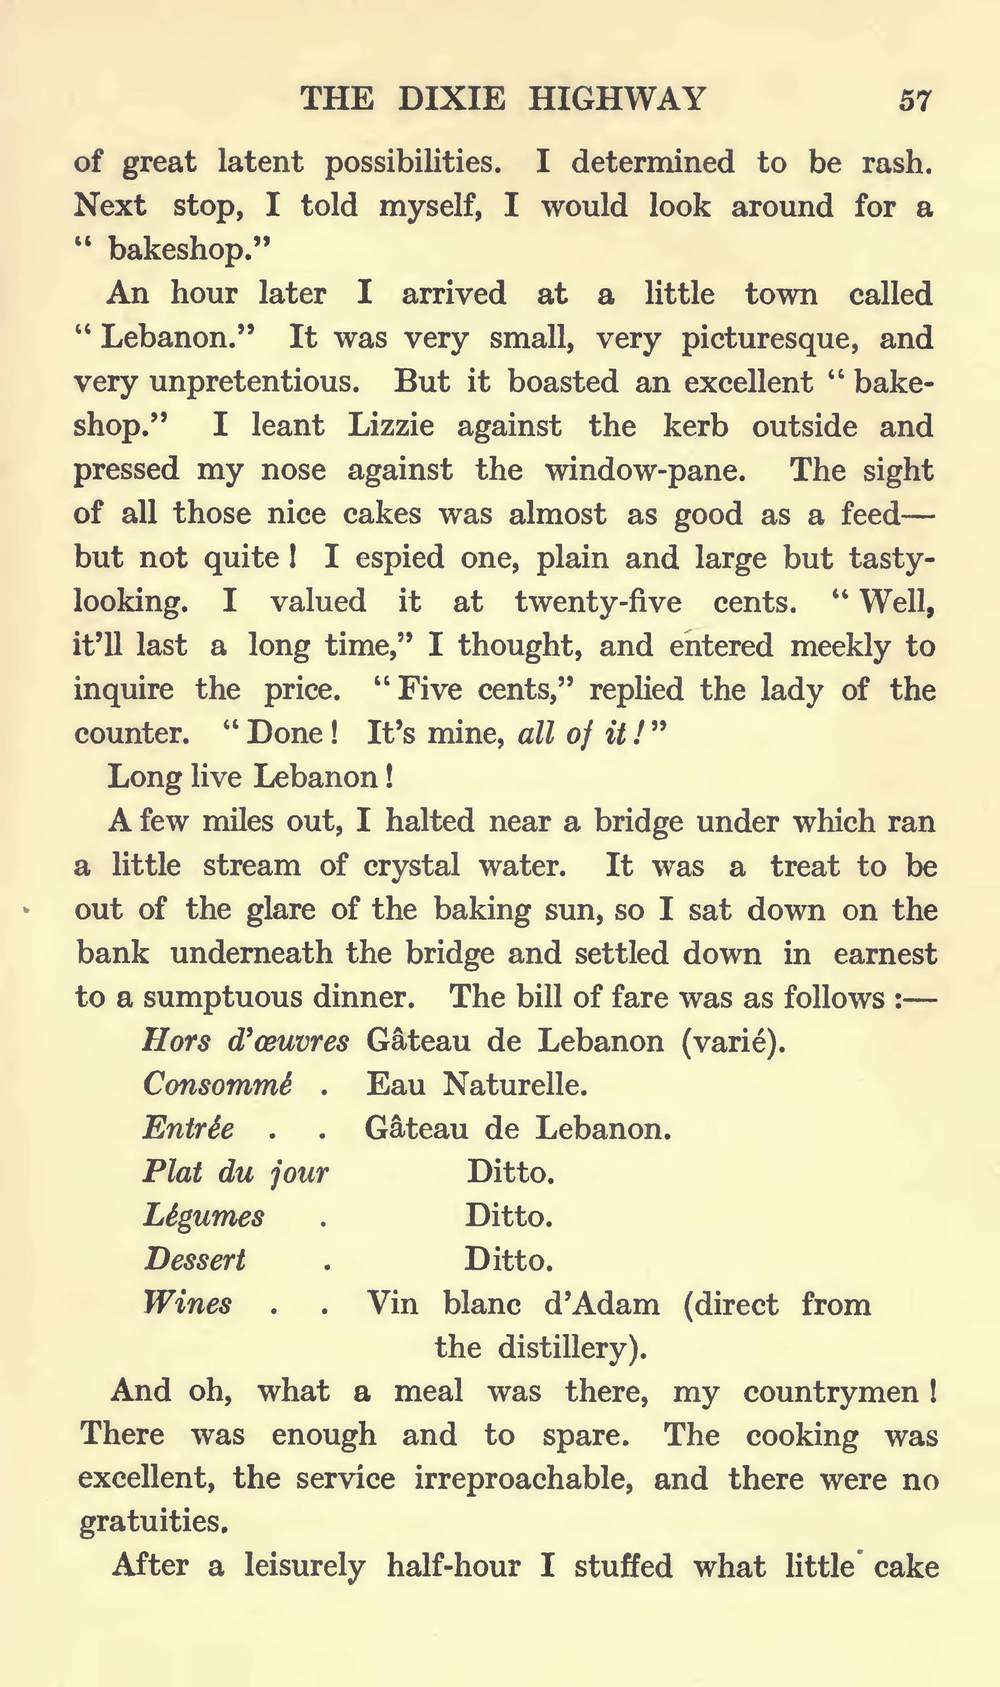 THE DIXIE HIGHWAY 57
of great latent possibilities. I determined to be rash.
Next stop, I told myself, I would look around for a
“ bakeshop.”
An hour later I arrived at a little town called
“ Lebanon.” It was very small, very picturesque, and
very unpretentious. But it boasted an excellent “ bake-
shop.” I leant Lizzie against the kerb outside and
pressed my nose against the window-pane. The sight
of all those nice cakes was almost as good as a feed—
but not quite ! I espied one, plain and large but tasty-
looking. I valued it at twenty-five cents. “ Well,
it’ll last a long time,” I thought, and entered meekly to
inquire the price. “ Five cents,” replied the lady of the
counter. “ Done ! It’s mine, all of it ! ”
Long live Lebanon !
A few miles out, I halted near a bridge under which ran
a little stream of crystal water. It was a treat to be
out of the glare of the baking sun, so I sat down on the
bank underneath the bridge and settled down in earnest
to a sumptuous dinner. The bill of fare was as follows :—
Hors d’œuvres Gâteau de Lebanon (varié).
Consommé . Eau Naturelle.
Entrée . . Gâteau de Lebanon.
Plat du jour Ditto.
Légumes . Ditto.
Dessert . Ditto.
Wines . . Vin blanc d’Adam (direct from
the distillery).
And oh, what a meal was there, my countrymen !
There was enough and to spare. The cooking was
excellent, the service irreproachable, and there were no
gratuities.
After a leisurely half-hour I stuffed what little cake